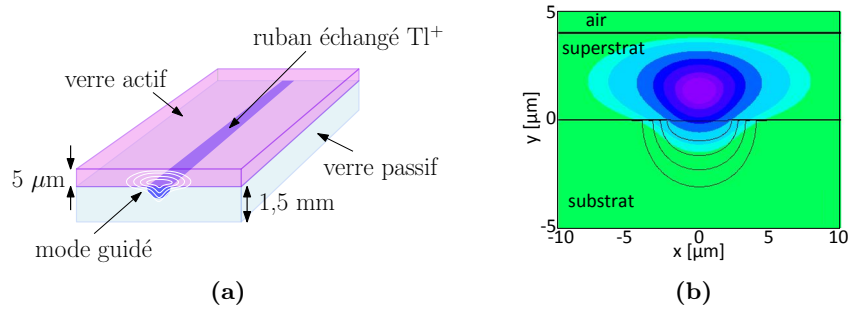 ruban échangé Tl⁺
verre actif
5 μm
verre passif
1,5 mm
mode guidé
(a)
5
air
superstrat
y [μm]
0
substrat
-5
-10 -5 0 5 10
x [μm]
(b)